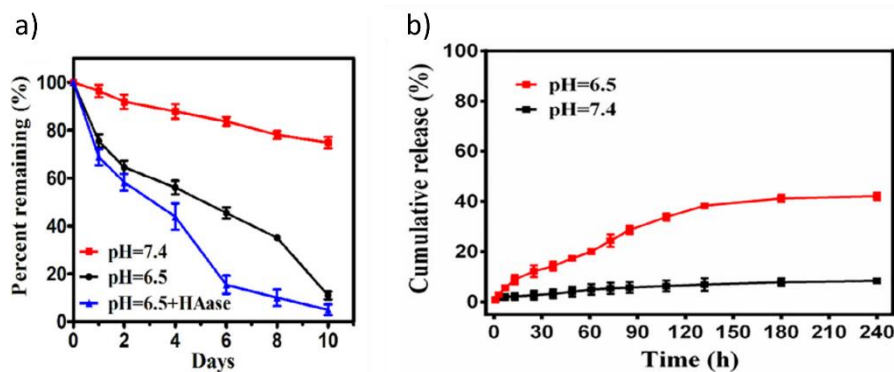 a)
Percent remaining (%)
100
80
60
40
20
0
pH=7.4
pH=6.5
pH=6.5+HAase
0 2 4 6 8 10
Days
b)
Cumulative release (%)
100
80
60
40
20
0
pH=6.5
pH=7.4
0 30 60 90 120 150 180 210 240
Time (h)